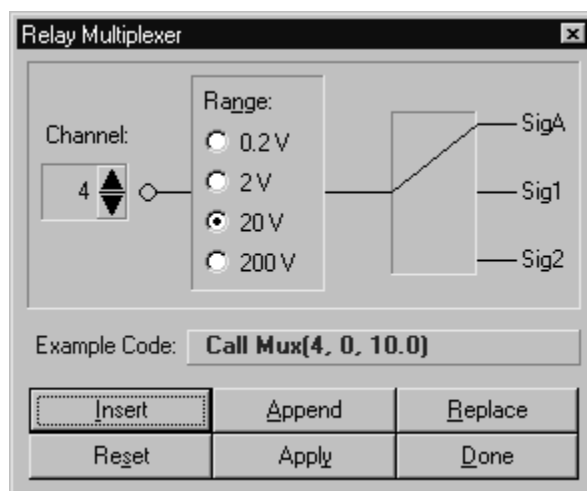 Relay Multiplexer
Channel:
4
Range:
0.2 V
2 V
20 V
200 V
SigA
Sig1
Sig2
Example Code: Call Mux(4, 0, 10.0)
Insert Append Replace
Reset Apply Done